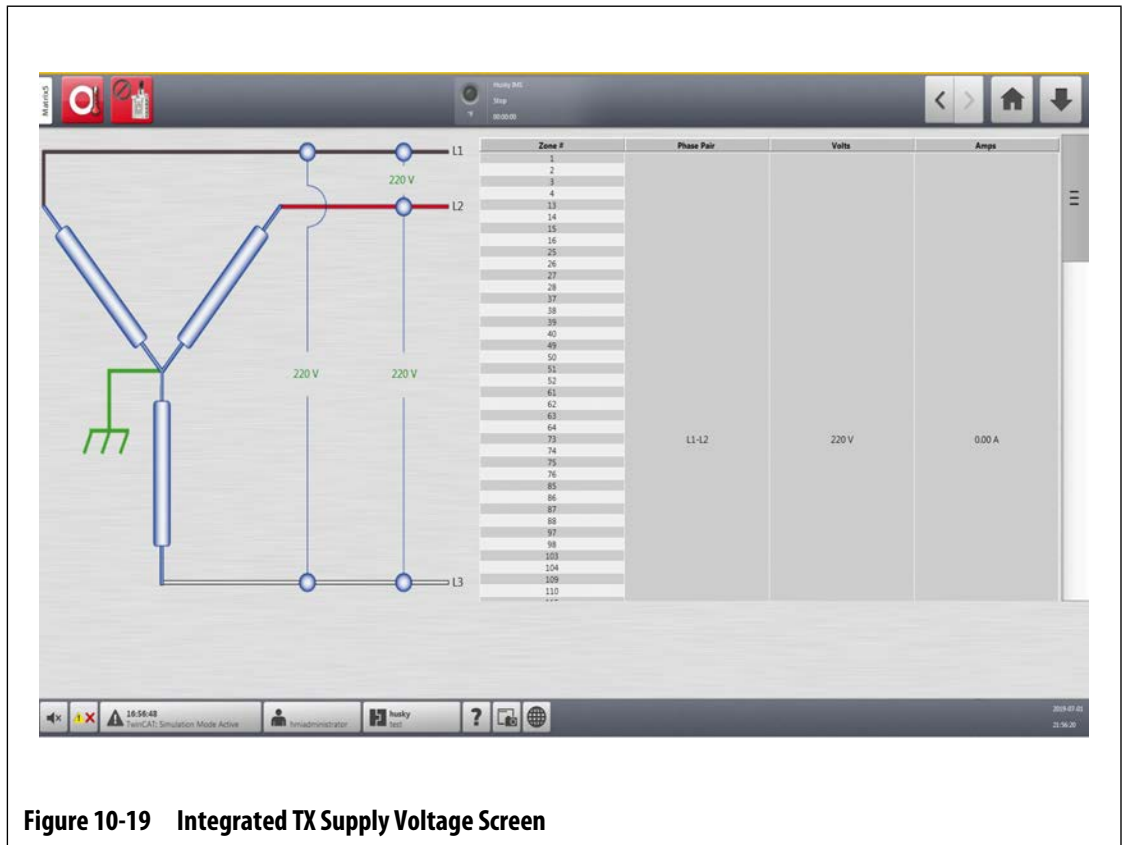 Matrix5
Husky IMS
Stop
°F
00:00:00
L1
220 V
L2
220 V
220 V
L3
Zone # Phase Pair Volts Amps
1
2
3
4
13
14
15
16
25
26
27
28
37
38
39
40
49
50
51
52
61
62
63
64
73 L1-L2 220 V 0.00 A
74
75
76
85
86
87
88
97
98
103
104
109
110
16:56:48
TwinCAT: Simulation Mode Active
hmiadministrator
husky
test
?
2019-07-01
21:56:20
Figure 10-19 Integrated TX Supply Voltage Screen